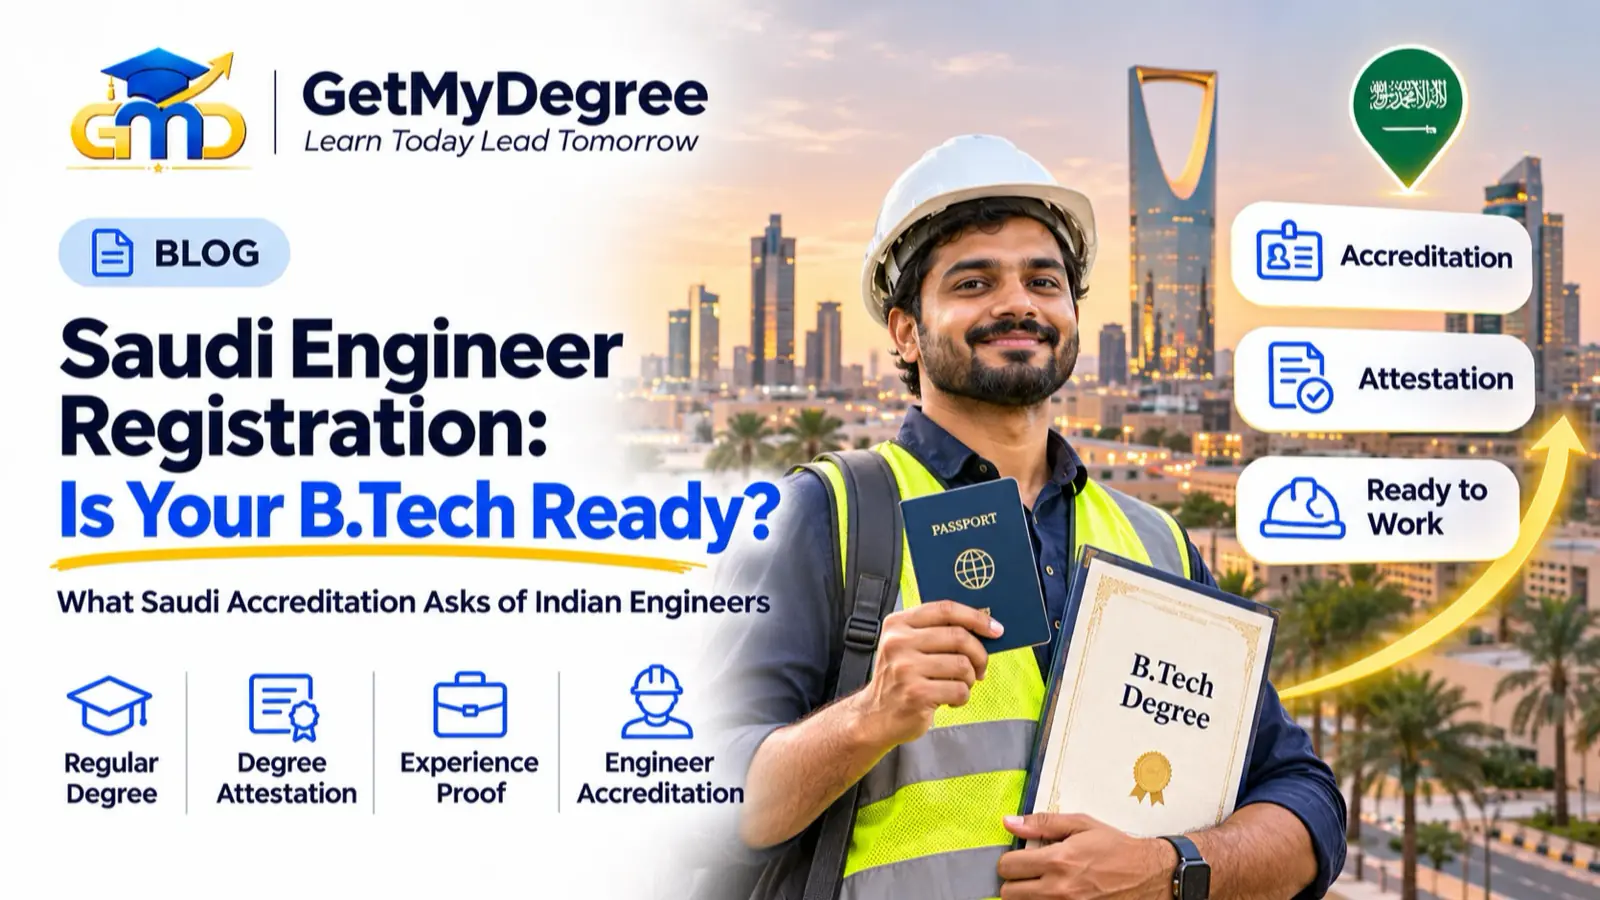 GMD
GetMyDegree
Learn Today Lead Tomorrow
BLOG
Saudi Engineer
Registration:
Is Your B.Tech Ready?
What Saudi Accreditation Asks of Indian Engineers
Regular
Degree
Degree
Attestation
Experience
Proof
Engineer
Accreditation
PASSPORT
B.Tech
Degree
Accreditation
Attestation
Ready to
Work